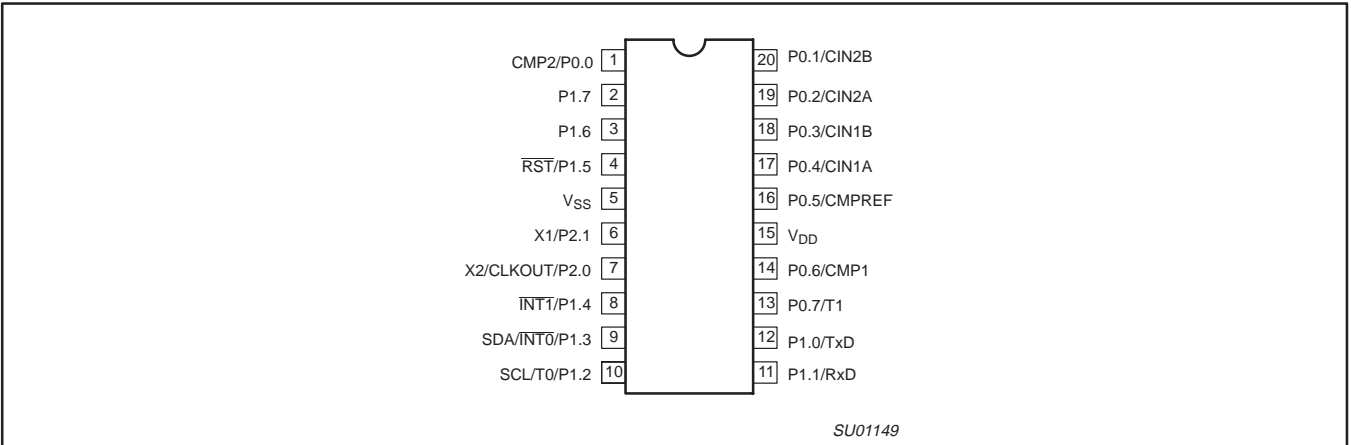 CMP2/P0.0 1 20 P0.1/CIN2B
P1.7 2 19 P0.2/CIN2A
P1.6 3 18 P0.3/CIN1B
R̅S̅T̅/P1.5 4 17 P0.4/CIN1A
VSS 5 16 P0.5/CMPREF
X1/P2.1 6 15 VDD
X2/CLKOUT/P2.0 7 14 P0.6/CMP1
I̅N̅T̅1̅/P1.4 8 13 P0.7/T1
SDA/I̅N̅T̅0̅/P1.3 9 12 P1.0/TxD
SCL/T0/P1.2 10 11 P1.1/RxD
SU01149